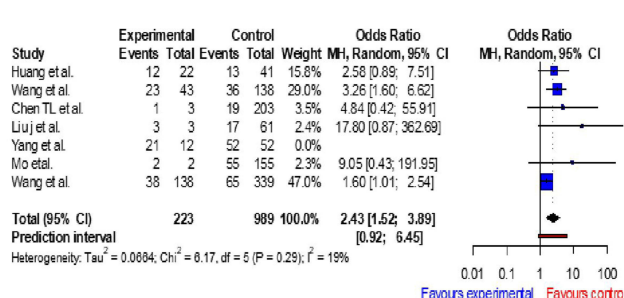 Experimental Control Odds Ratio Odds Ratio
Study Events Total Events Total Weight MH, Random, 95% CI MH, Random, 95% CI
Huang et al. 12 22 13 41 15.8% 2.58 [0.89; 7.51]
Wang et al. 23 43 36 138 29.0% 3.26 [1.60; 6.62]
Chen TL et al. 1 3 19 203 3.6% 4.84 [0.42; 55.91]
Liu j et al. 3 3 17 61 2.4% 17.80 [0.87; 362.69]
Yang et al. 21 12 52 52 0.0%
Mo etal. 2 2 55 155 2.3% 9.05 [0.43; 191.95]
Wang et al. 38 138 65 339 47.0% 1.60 [1.01; 2.54]
Total (95% CI) 223 989 100.0% 2.43 [1.52; 3.89]
Prediction interval [0.92; 6.45]
Heterogeneity: Tau² = 0.0664; Chi² = 6.17, df = 5 (P = 0.29); I² = 19%
0.01 0.1 1 10 100
Favours experimental Favours contro